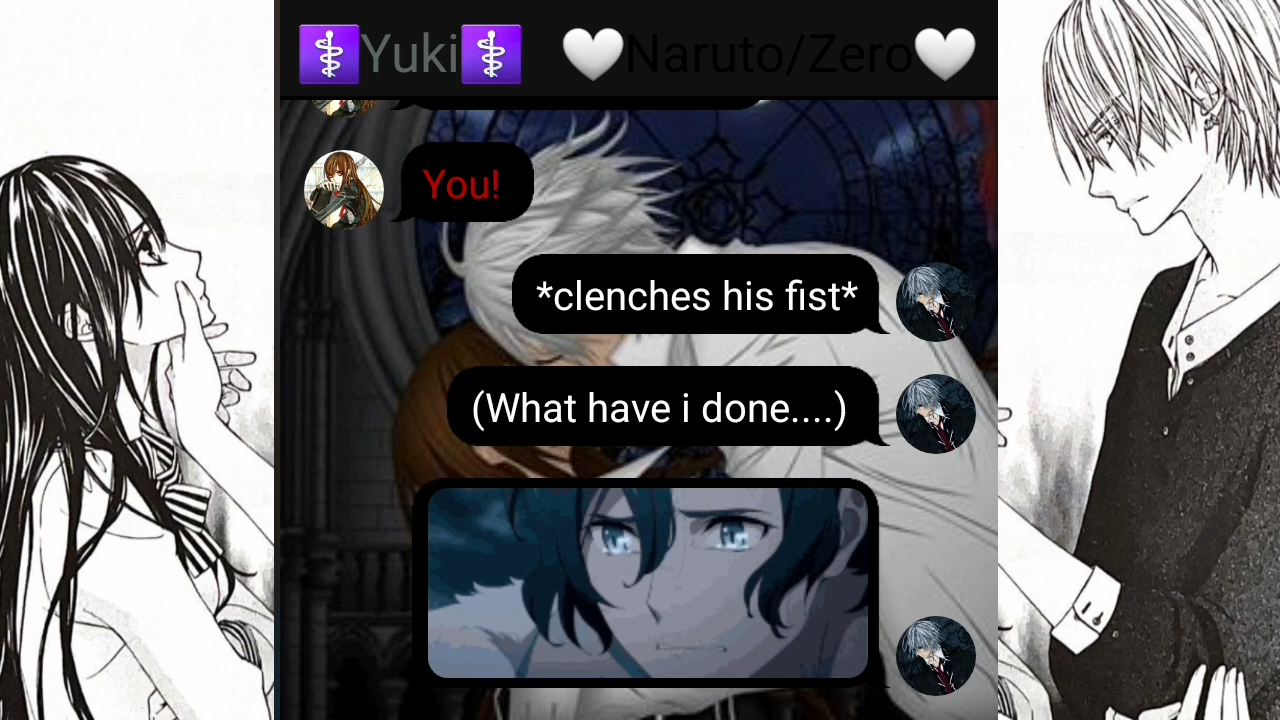 ⚕Yuki⚕ 🤍Naruto/Zero🤍
You!
*clenches his fist*
(What have i done....)